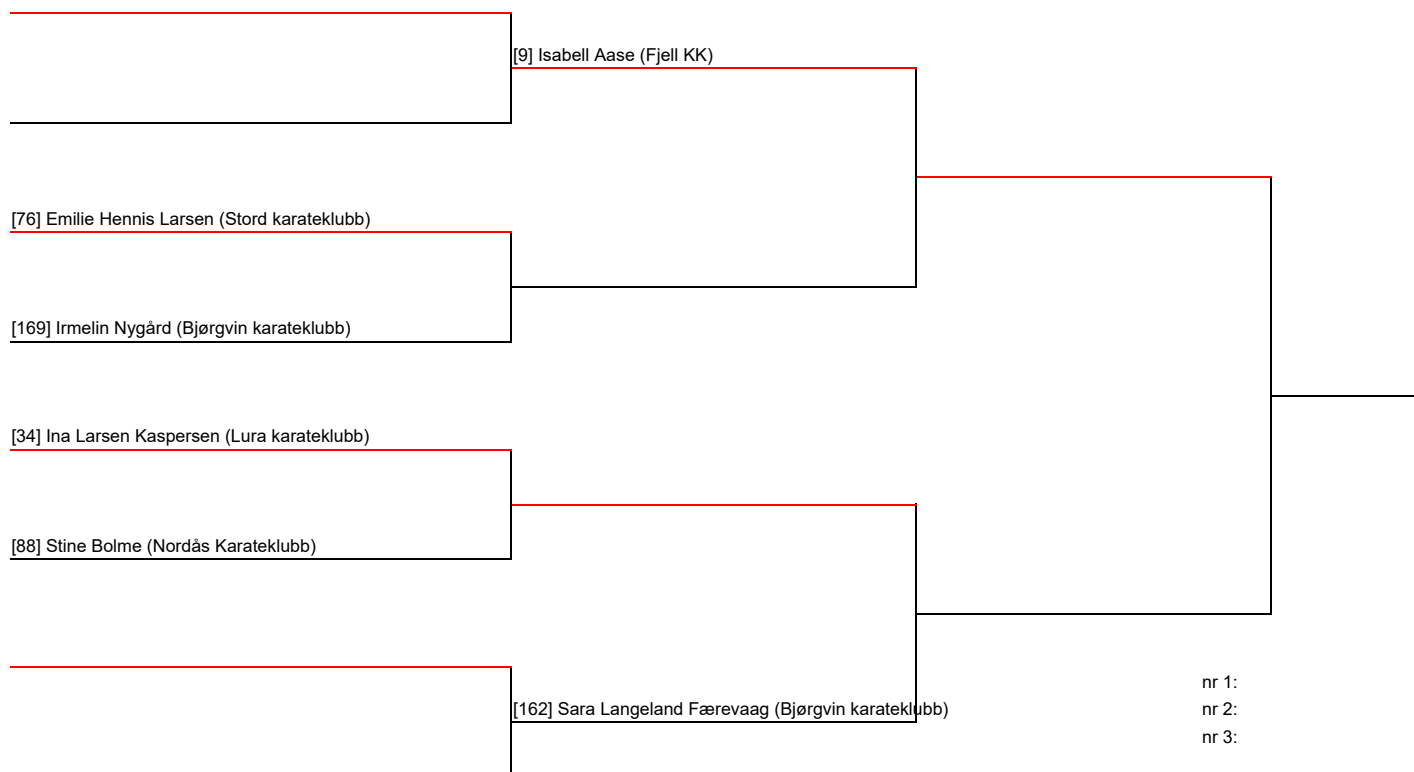 [9] Isabell Aase (Fjell KK)
[76] Emilie Hennis Larsen (Stord karateklubb)
[169] Irmelin Nygård (Bjørgvin karateklubb)
[34] Ina Larsen Kaspersen (Lura karateklubb)
[88] Stine Bolme (Nordås Karateklubb)
[162] Sara Langeland Færevaag (Bjørgvin karateklubb)
nr 1:
nr 2:
nr 3: